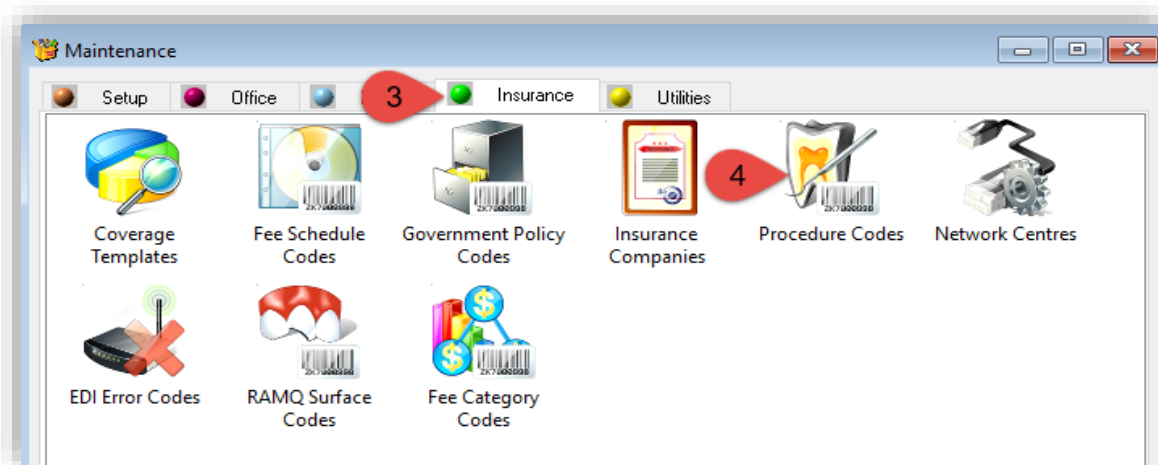 Maintenance
Setup Office 3 Insurance Utilities
4
Coverage Templates
Fee Schedule Codes
Government Policy Codes
Insurance Companies
Procedure Codes
Network Centres
EDI Error Codes
RAMQ Surface Codes
Fee Category Codes